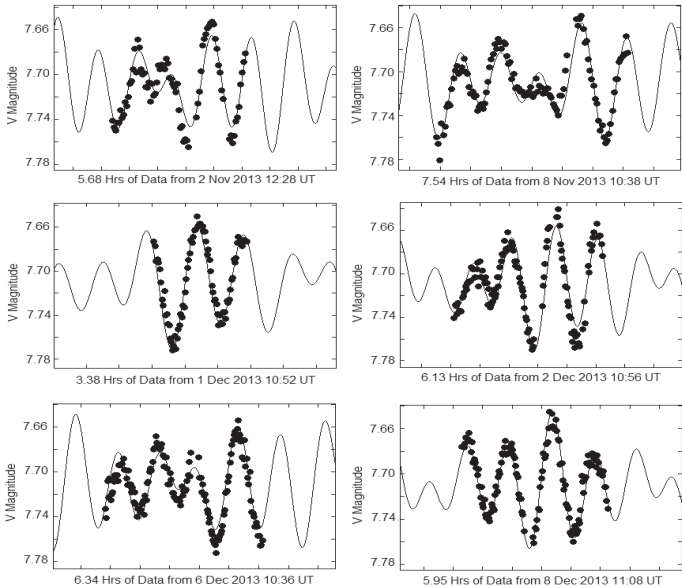 V Magnitude
7.66
7.70
7.74
7.78
5.68 Hrs of Data from 2 Nov 2013 12:28 UT
V Magnitude
7.66
7.70
7.74
7.78
7.54 Hrs of Data from 8 Nov 2013 10:38 UT
V Magnitude
7.66
7.70
7.74
7.78
3.38 Hrs of Data from 1 Dec 2013 10:52 UT
V Magnitude
7.66
7.70
7.74
7.78
6.13 Hrs of Data from 2 Dec 2013 10:56 UT
V Magnitude
7.66
7.70
7.74
7.78
6.34 Hrs of Data from 6 Dec 2013 10:36 UT
V Magnitude
7.66
7.70
7.74
7.78
5.95 Hrs of Data from 8 Dec 2013 11:08 UT